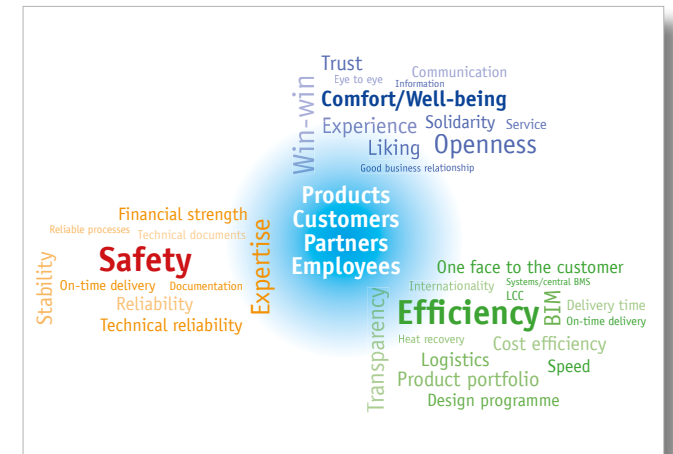 Trust
Communication
Eye to eye
Information
Win-win
Comfort/Well-being
Experience Solidarity Service
Liking Openness
Good business relationship
Products
Customers
Partners
Employees
Financial strength
Reliable processes Technical documents
Stability
Safety
Expertise
On-time delivery Documentation
Reliability
Technical reliability
One face to the customer
Internationality Systems/central BMS
LCC
Transparency
Efficiency BIM Delivery time
On-time delivery
Heat recovery Cost efficiency
Logistics Speed
Product portfolio
Design programme